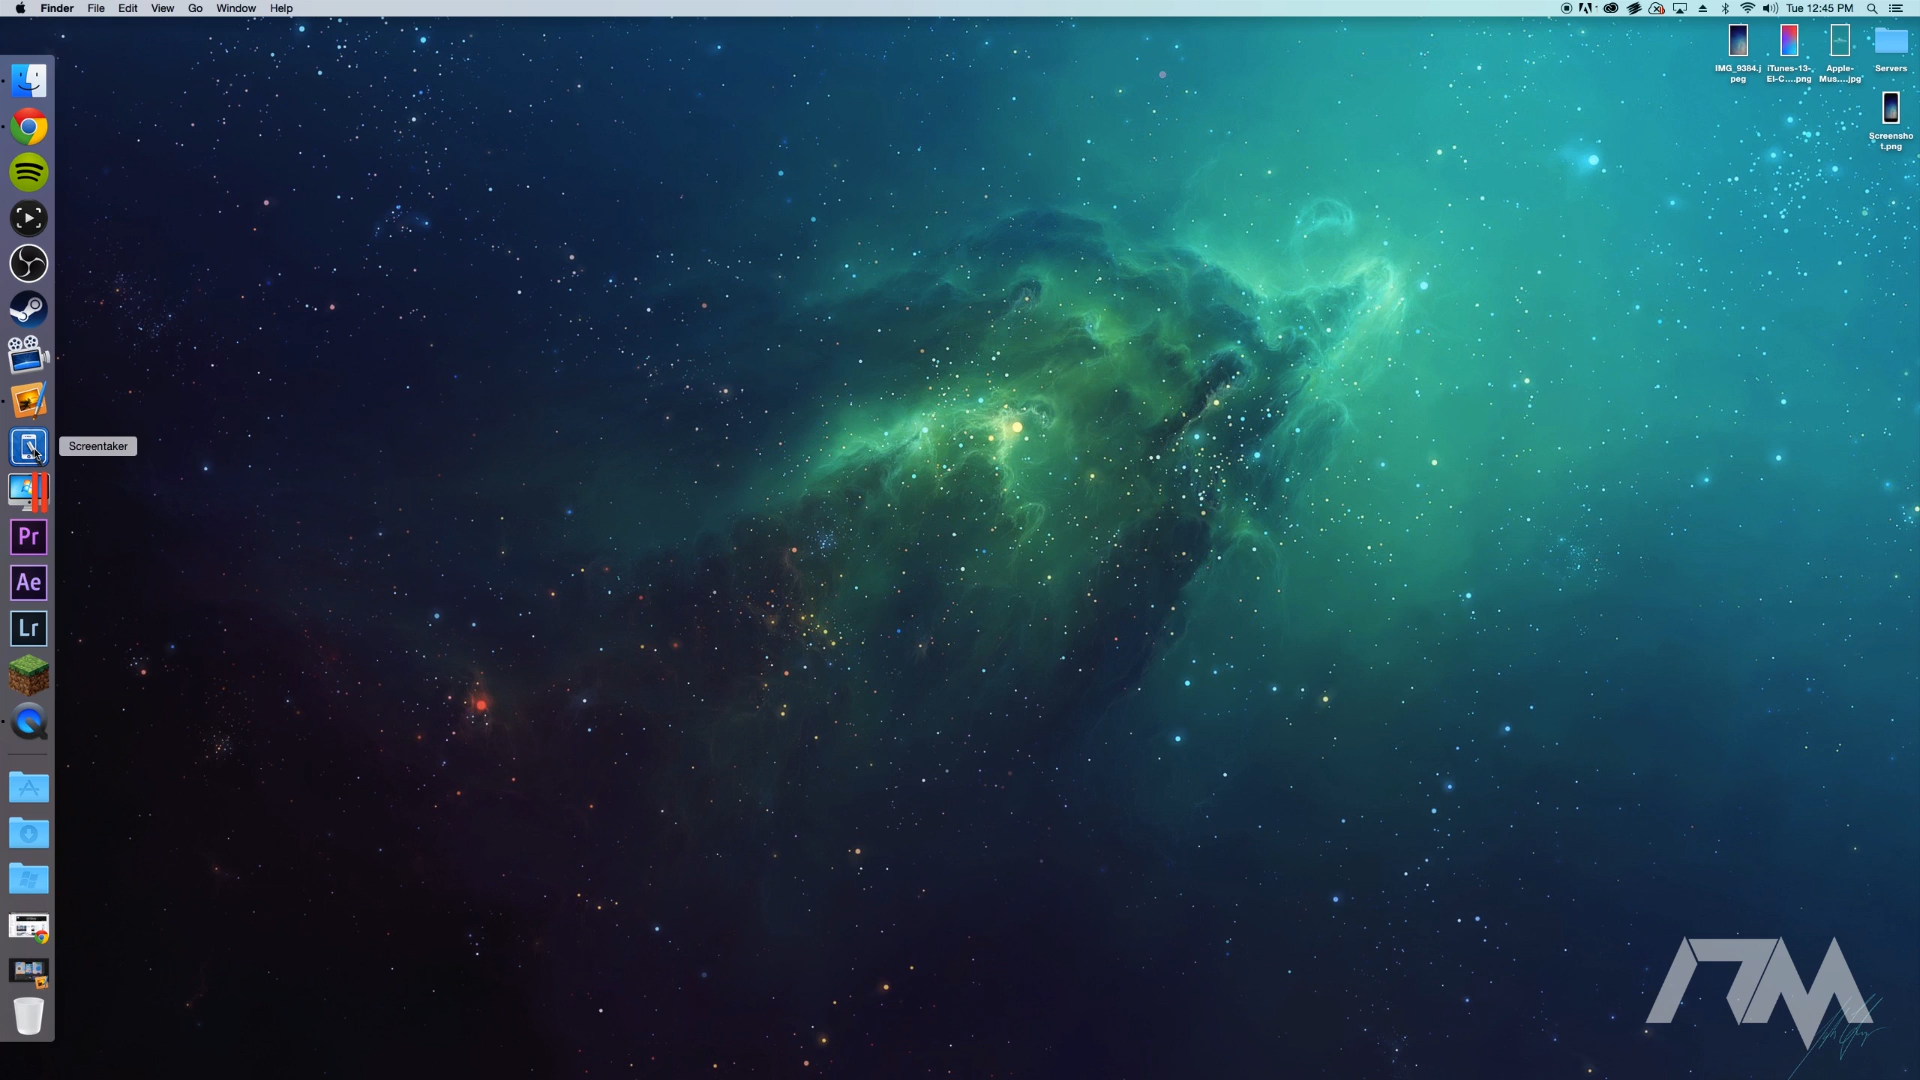 Finder File Edit View Go Window Help
Tue 12:45 PM
IMG_9384.j
peg
iTunes-13-
El-C....png
Apple-
Mus....jpg
Servers
Screensho
t.png
Screentaker
Pr
Ae
Lr